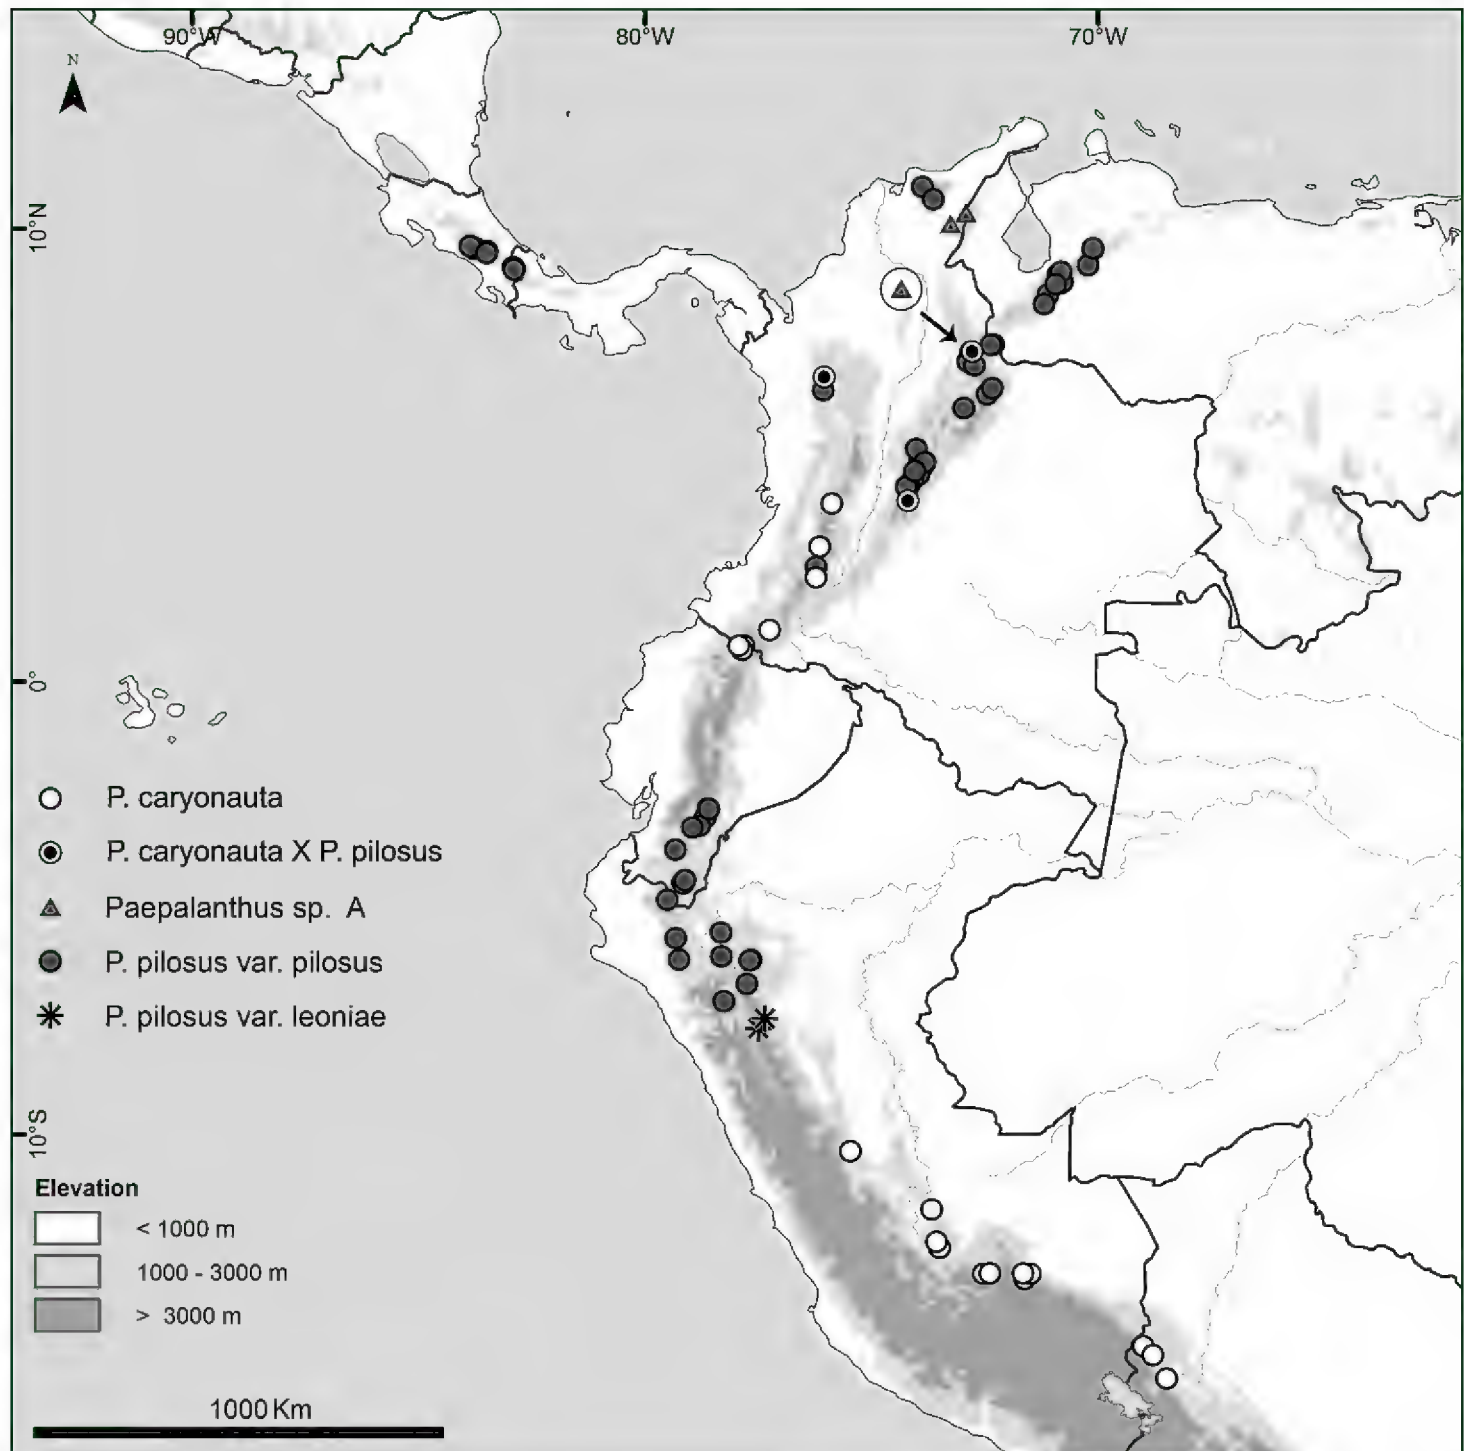 90°W
80°W
70°W
N
10°N
0°
10°S
P. caryonauta
P. caryonauta X P. pilosus
Paepalanthus sp. A
P. pilosus var. pilosus
P. pilosus var. leoniae
Elevation
< 1000 m
1000 - 3000 m
> 3000 m
1000 Km